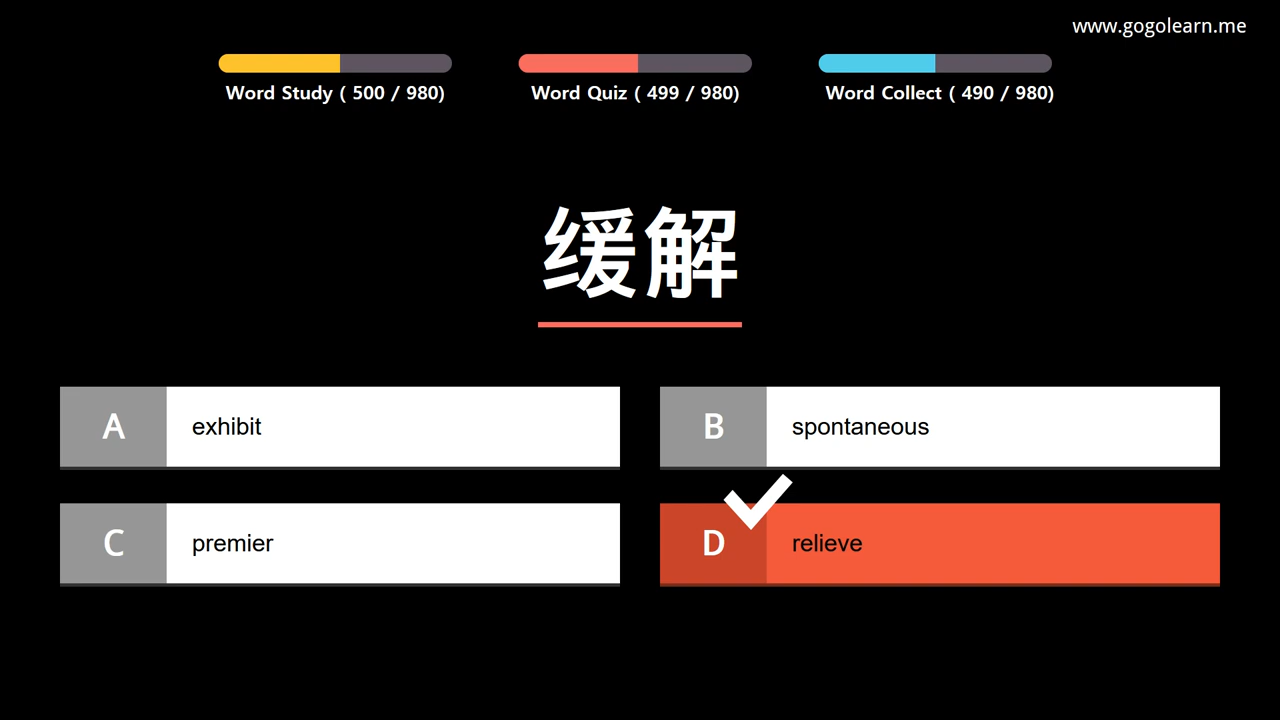 www.gogolearn.me
Word Study ( 500 / 980)
Word Quiz ( 499 / 980)
Word Collect ( 490 / 980)
缓解
A exhibit
B spontaneous
C premier
D relieve